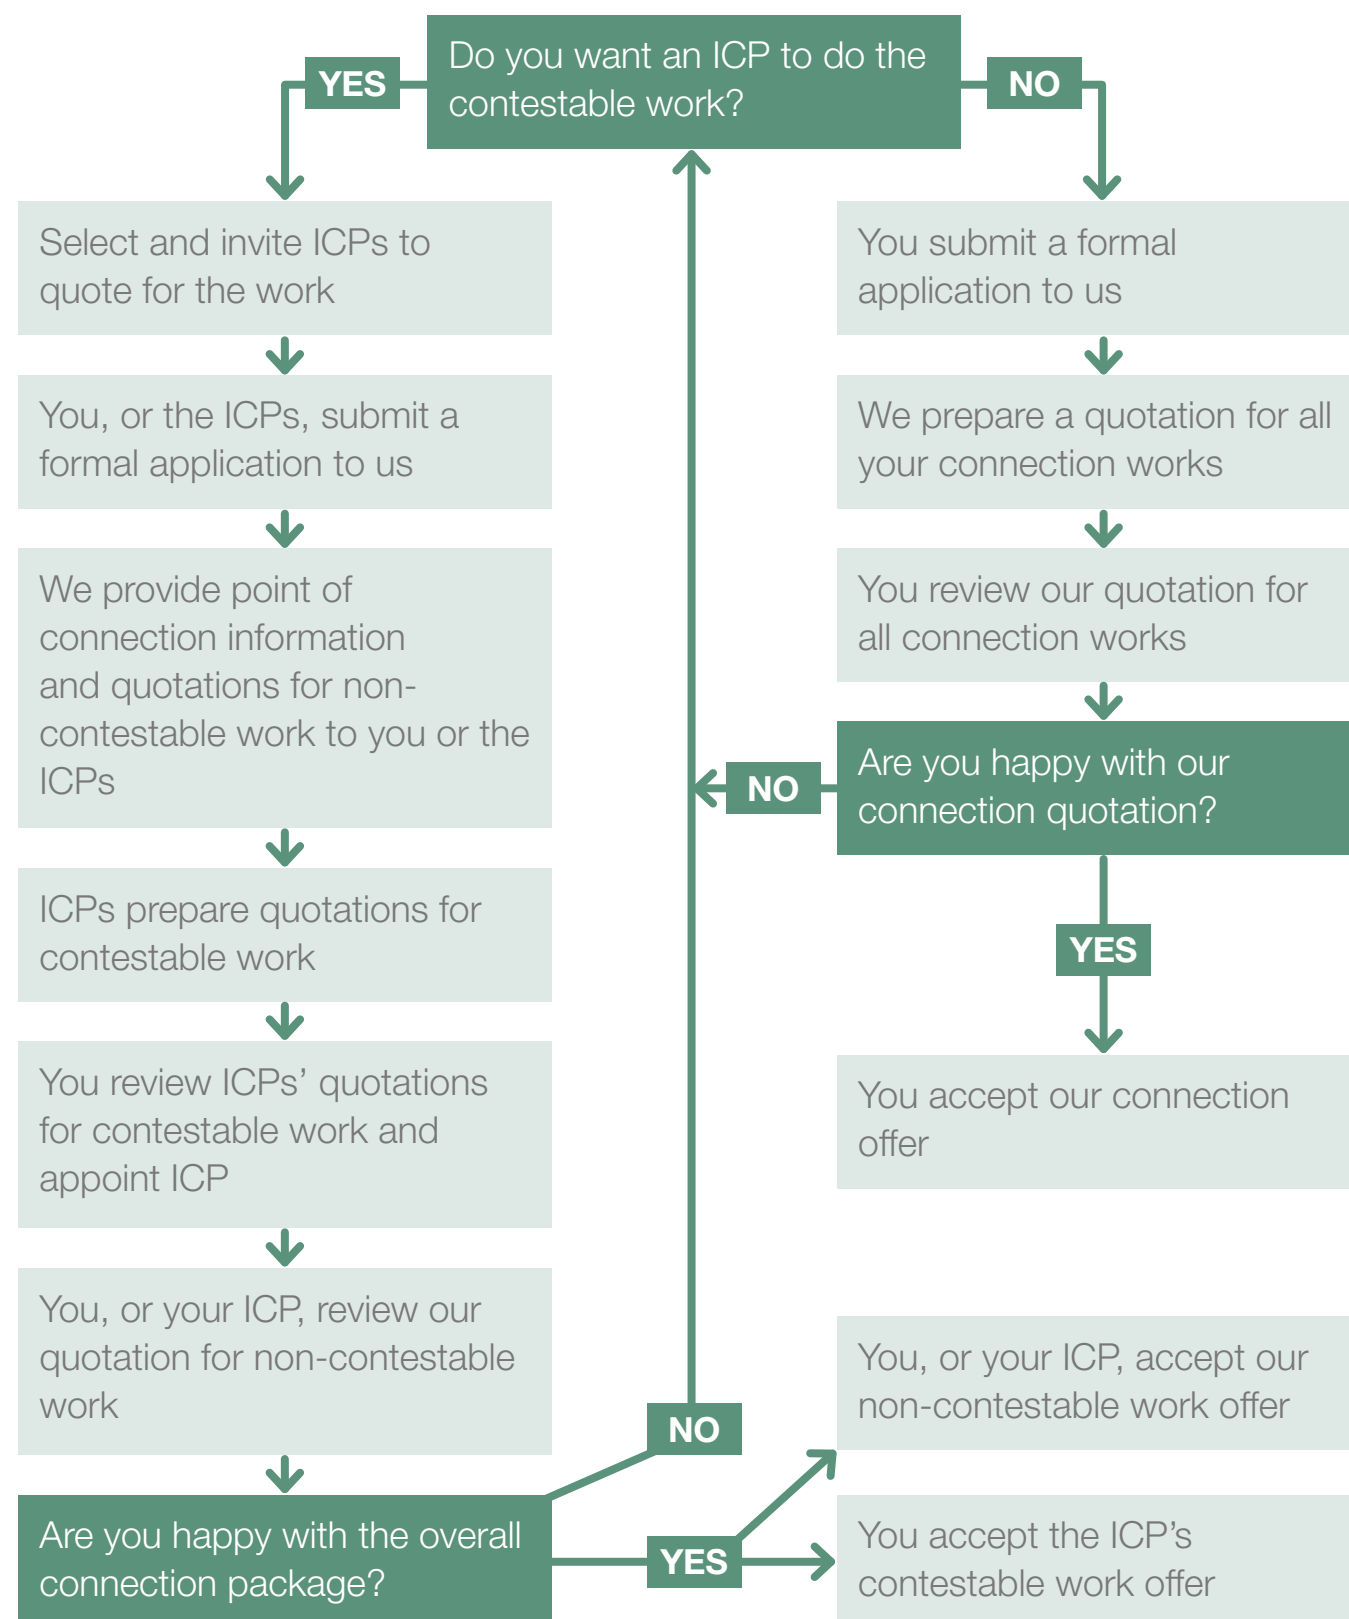 Do you want an ICP to do the
contestable work?
YES
NO
Select and invite ICPs to
quote for the work
You, or the ICPs, submit a
formal application to us
We provide point of
connection information
and quotations for non-
contestable work to you or the
ICPs
ICPs prepare quotations for
contestable work
You review ICPs’ quotations
for contestable work and
appoint ICP
You, or your ICP, review our
quotation for non-contestable
work
Are you happy with the overall
connection package?
NO
YES
You submit a formal
application to us
We prepare a quotation for all
your connection works
You review our quotation for
all connection works
Are you happy with our
connection quotation?
NO
YES
You accept our connection
offer
You, or your ICP, accept our
non-contestable work offer
You accept the ICP’s
contestable work offer